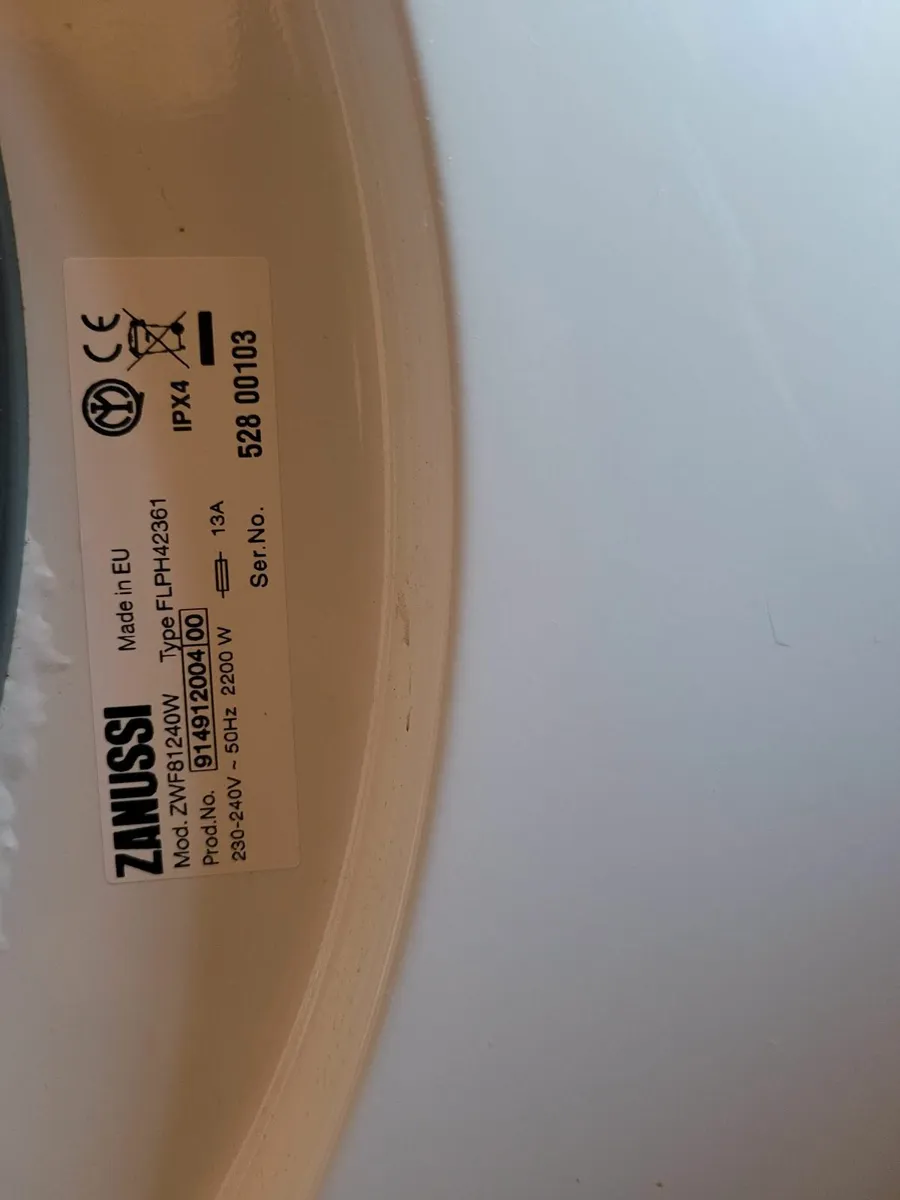 ZANUSSI Made in EU
Mod. ZWF81240W Type FLPH42361
Prod.No. 914912004 00
230-240V ~ 50Hz 2200 W 13A
IPX4
Ser.No. 528 00103
CE